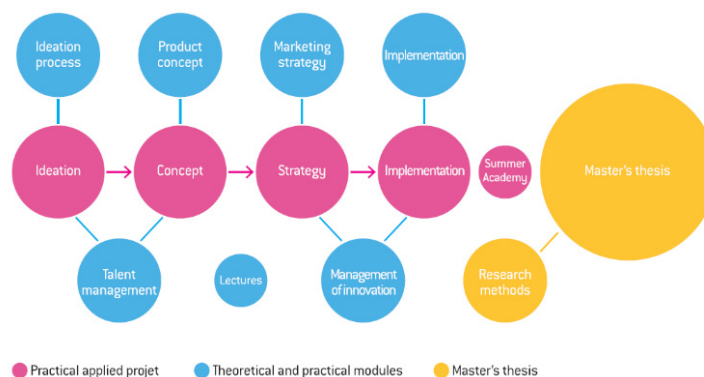 Ideation
process
Product
concept
Marketing
strategy
Implementation
Ideation
Concept
Strategy
Implementation
Summer
Academy
Master's thesis
Talent
management
Lectures
Management
of innovation
Research
methods
Practical applied projet
Theoretical and practical modules
Master's thesis